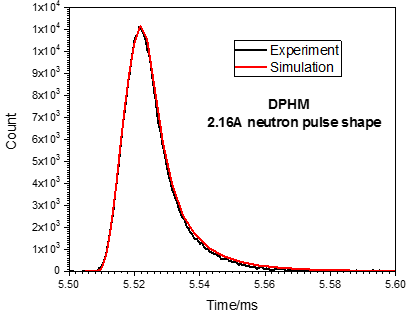 1x10⁴
1x10⁴
Experiment
1x10⁴
Simulation
9x10³
8x10³
DPHM
7x10³
2.16A neutron pulse shape
6x10³
Count
5x10³
4x10³
3x10³
2x10³
1x10³
0
5.50 5.52 5.54 5.56 5.58 5.60
Time/ms